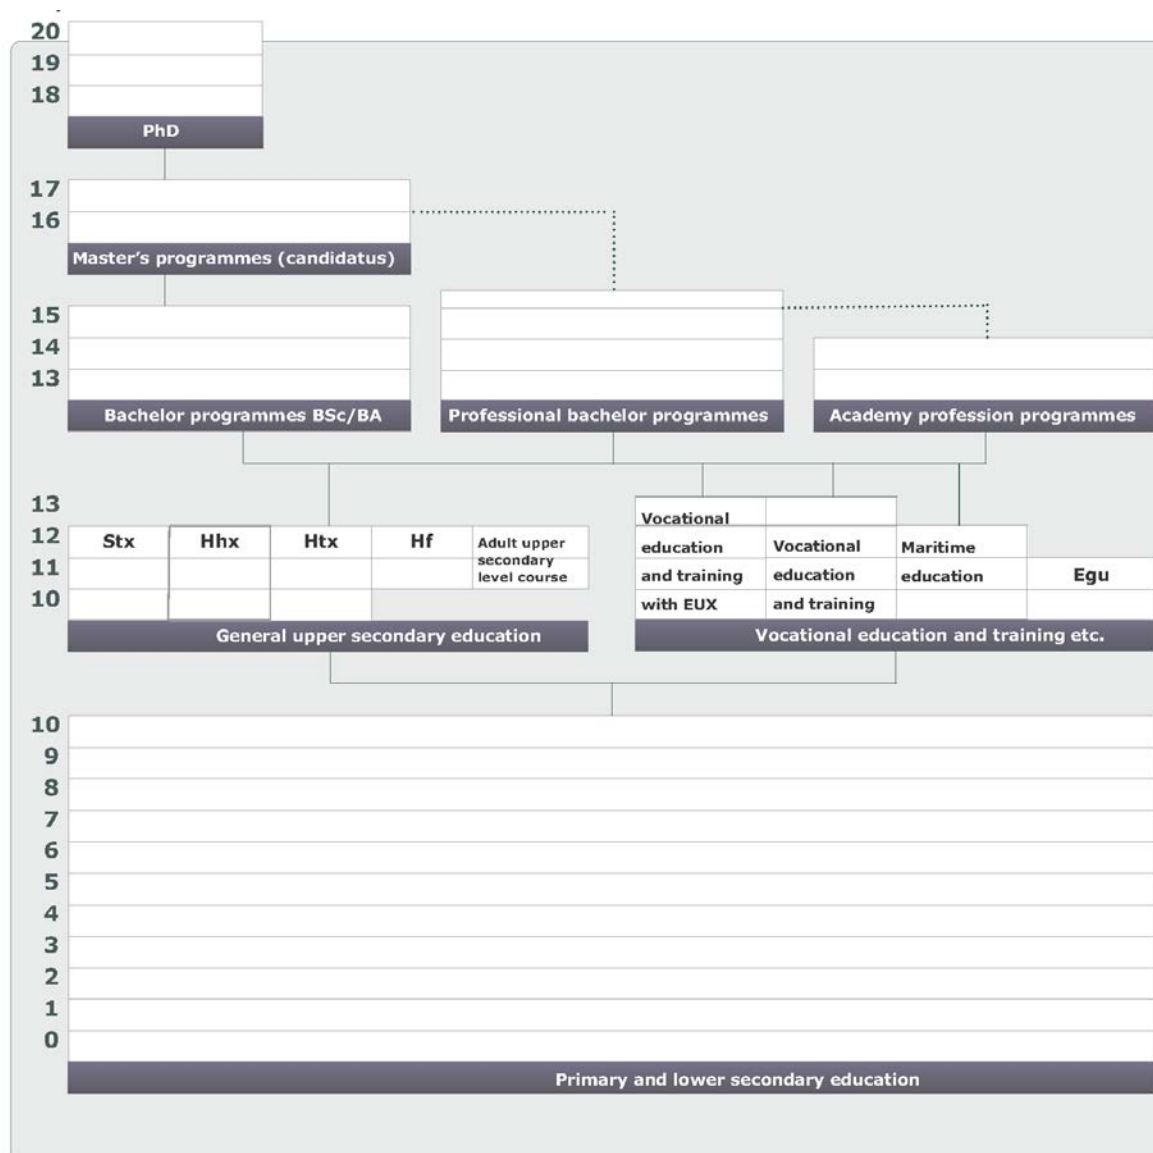 20
19
18
PhD
17
16
Master's programmes (candidatus)
15
14
13
Bachelor programmes BSc/BA
Professional bachelor programmes
Academy profession programmes
13
12
11
10
Stx
Hhx
Htx
Hf
Adult upper
secondary
level course
General upper secondary education
Vocational
education
and training
with EUX
Vocational
education
and training
Maritime
education
Egu
Vocational education and training etc.
10
9
8
7
6
5
4
3
2
1
0
Primary and lower secondary education